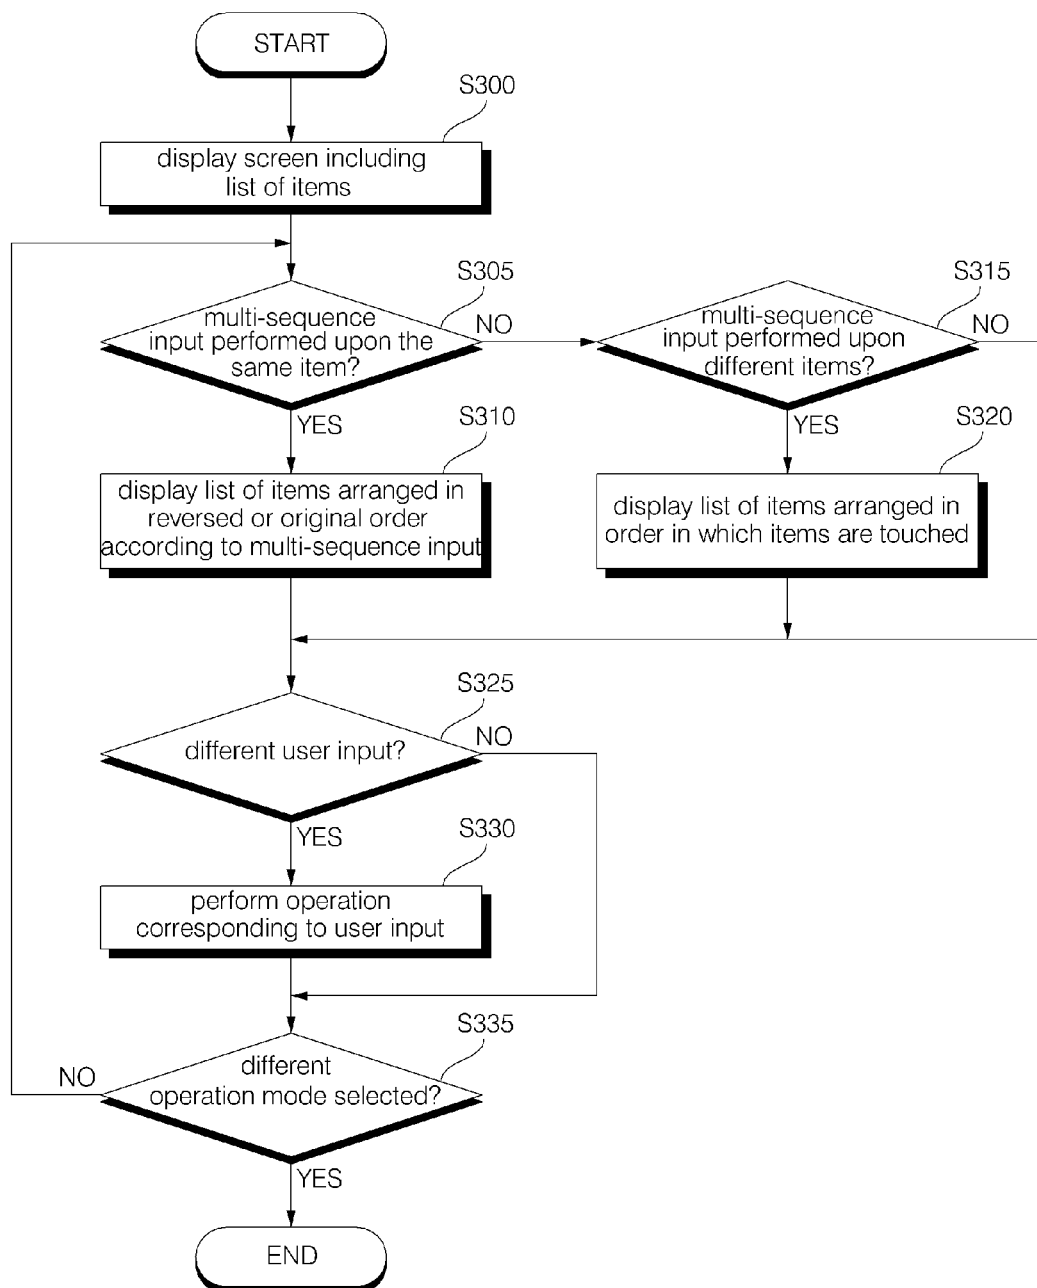 START
S300
display screen including
list of items
S305
multi-sequence
input performed upon the
same item?
NO
YES
S315
multi-sequence
input performed upon
different items?
NO
YES
S310
display list of items arranged in
reversed or original order
according to multi-sequence input
S320
display list of items arranged in
order in which items are touched
S325
different user input?
NO
YES
S330
perform operation
corresponding to user input
S335
different
operation mode selected?
NO
YES
END